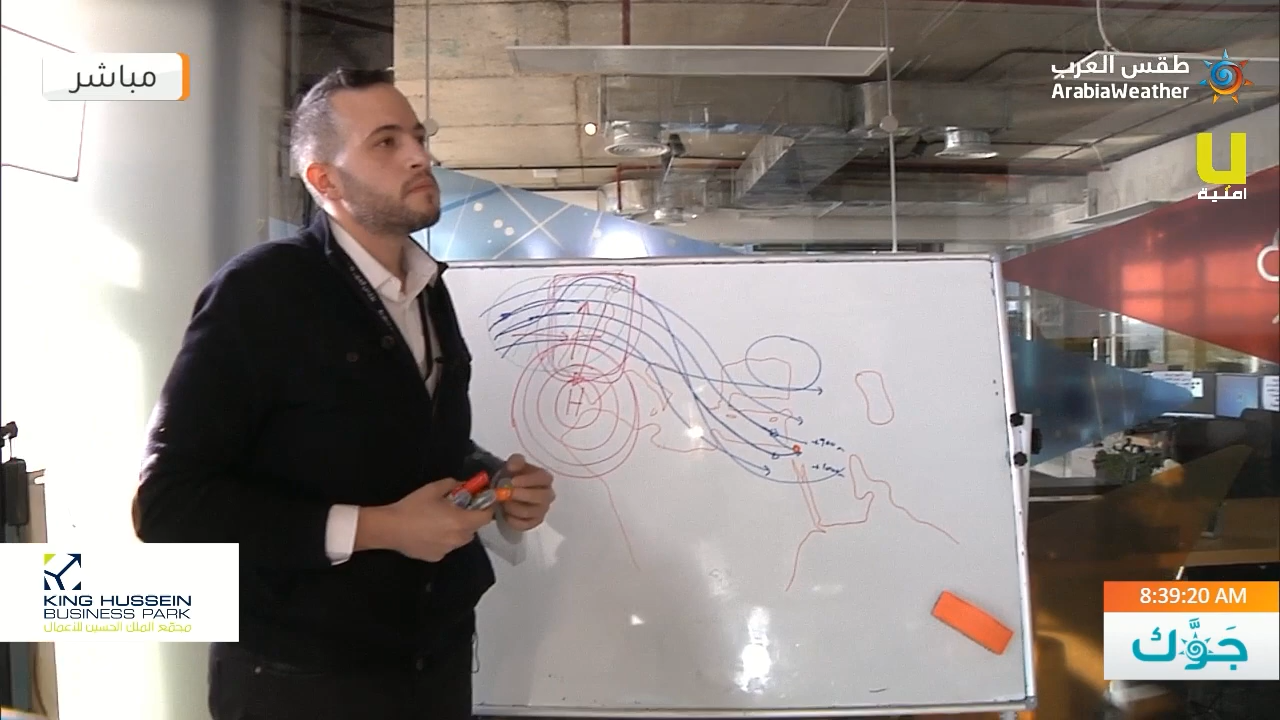 مباشر
طقس العرب
ArabiaWeather
U
امنية
H
KING HUSSEIN
BUSINESS PARK
مجمع الملك الحسين للأعمال
8:39:20 AM
جَوَّك